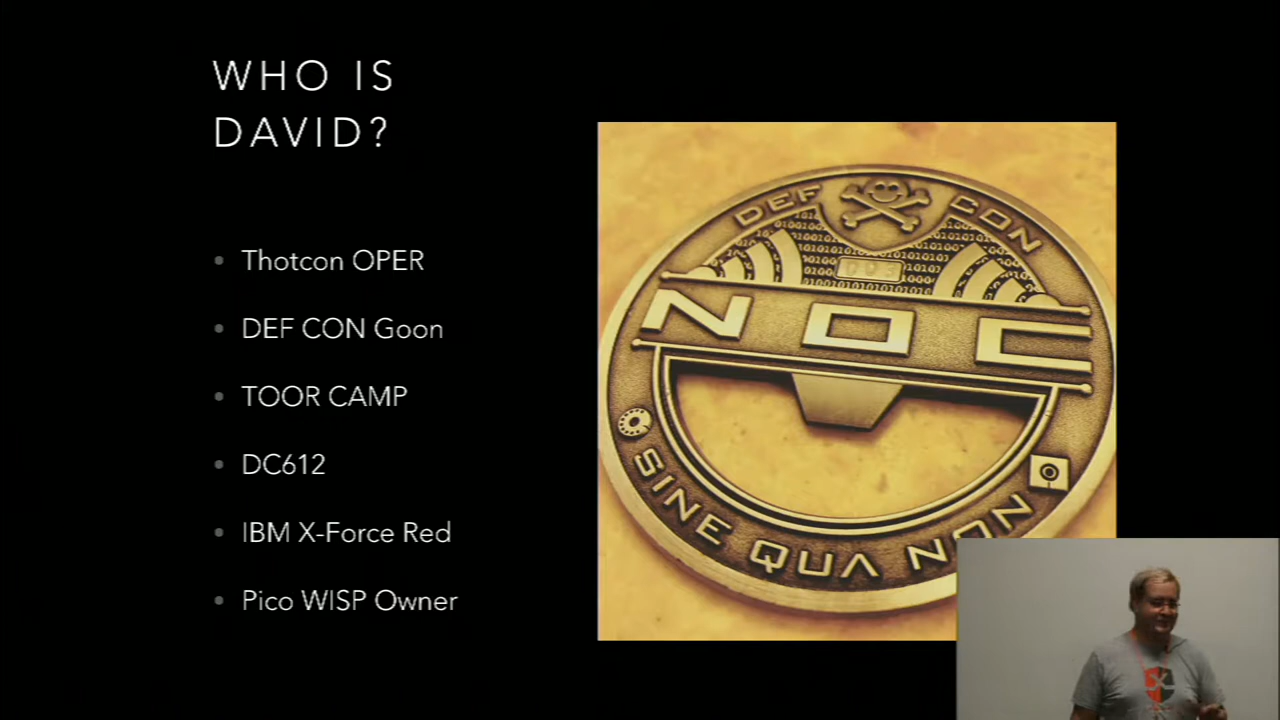 WHO IS
DAVID?
Thotcon OPER
DEF CON Goon
TOOR CAMP
DC612
IBM X-Force Red
Pico WISP Owner
DEF CON
NOC
SINE QUA NON